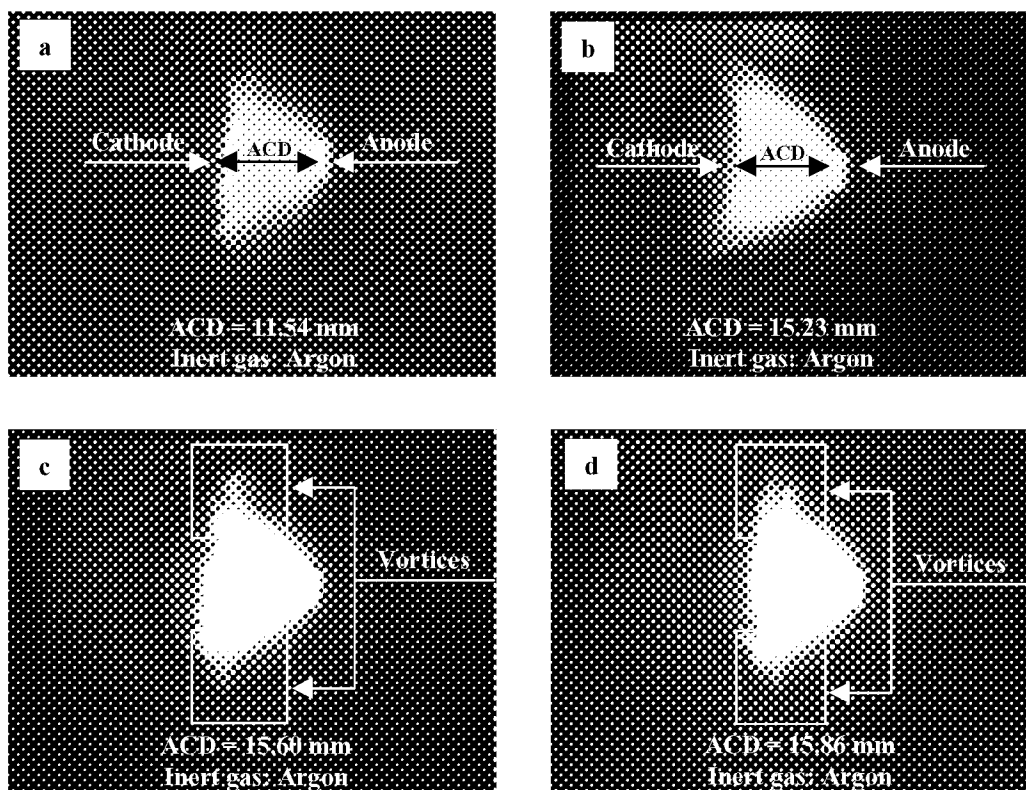 a
Cathode
ACD
Anode
ACD = 11.54 mm
Inert gas: Argon
b
Cathode
ACD
Anode
ACD = 15.23 mm
Inert gas: Argon
c
Vortices
ACD = 15.60 mm
Inert gas: Argon
d
Vortices
ACD = 15.86 mm
Inert gas: Argon